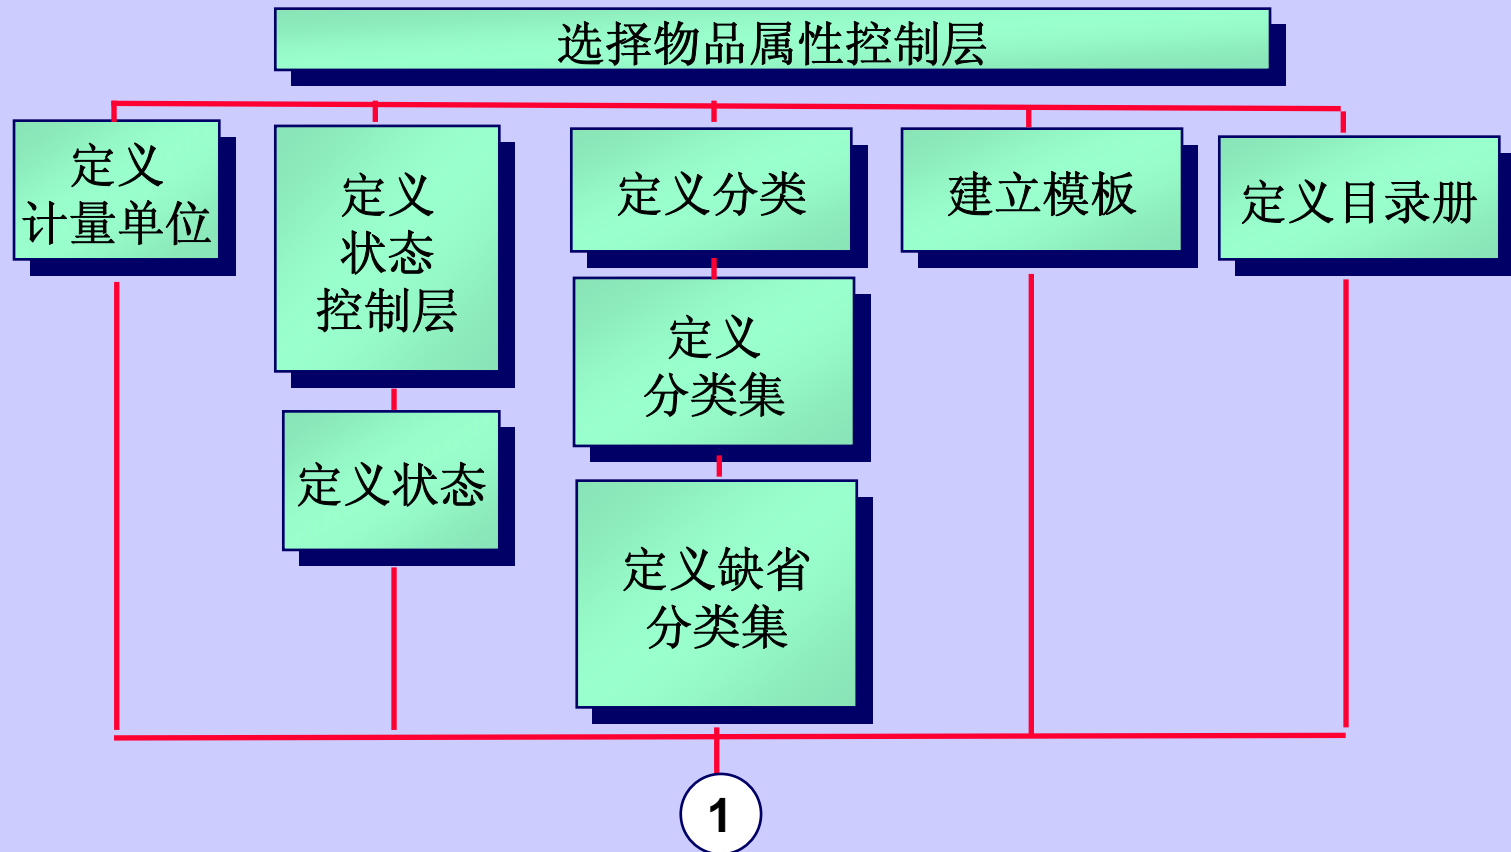 选择物品属性控制层
定义
计量单位
定义
状态
控制层
定义状态
定义分类
定义
分类集
定义缺省
分类集
建立模板
定义目录册
1